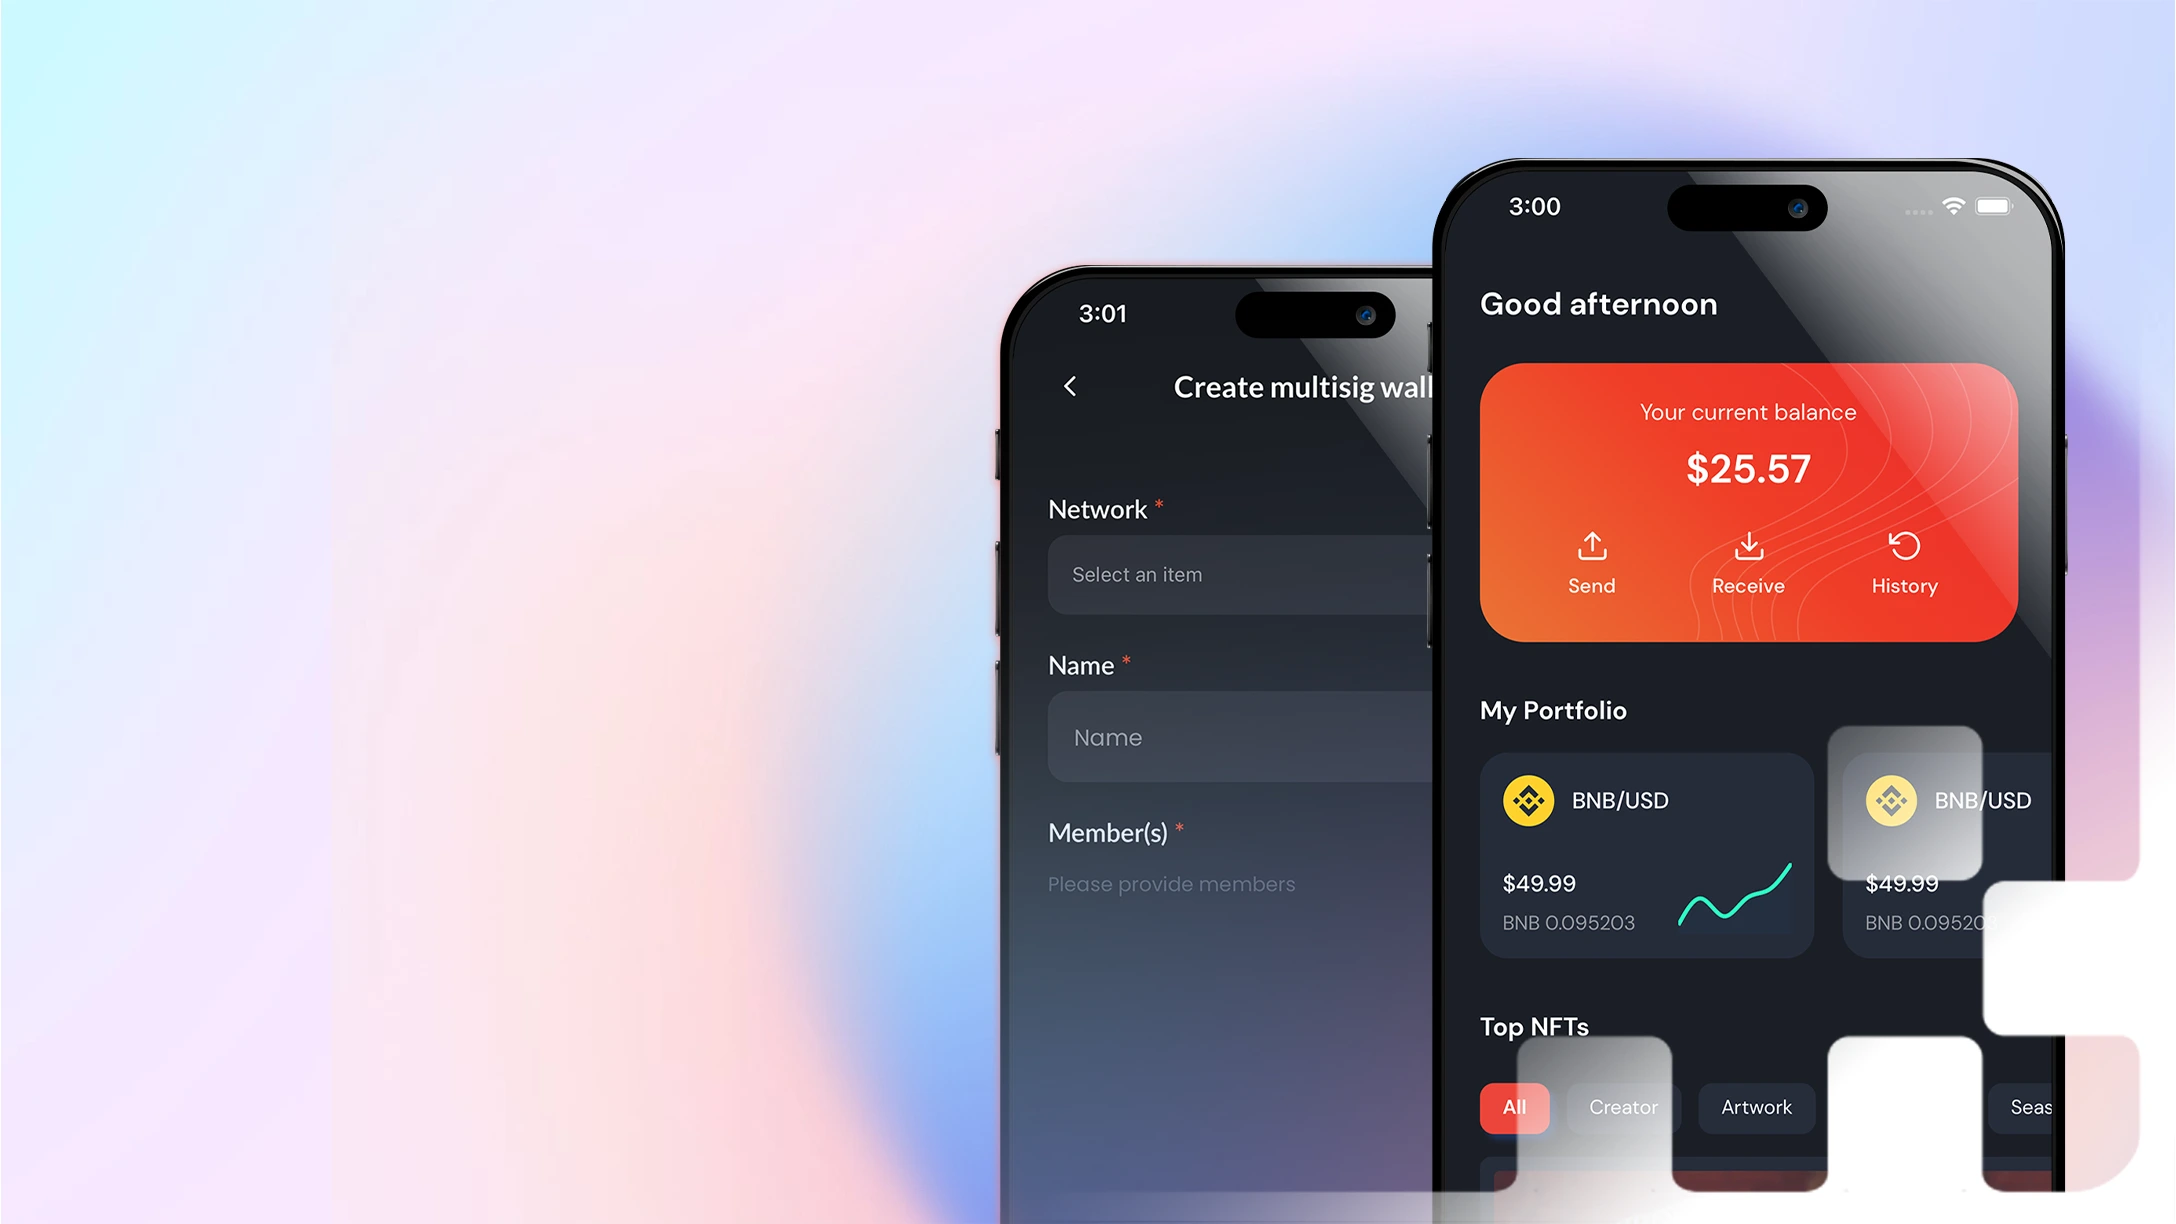 3:01
Create multisig wall
Network *
Select an item
Name *
Name
Member(s) *
Please provide members
3:00
Good afternoon
Your current balance
$25.57
Send Receive History
My Portfolio
BNB/USD BNB/USD
$49.99 $49.99
BNB 0.095203 BNB 0.09520
Top NFTs
All Creator Artwork Seas